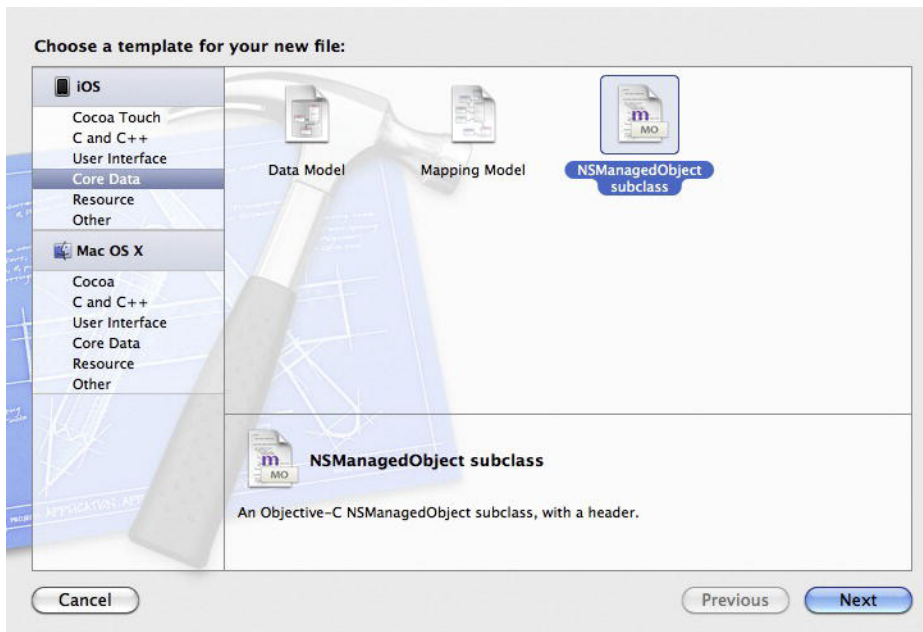 Choose a template for your new file:
iOS
Cocoa Touch
C and C++
User Interface
Core Data
Resource
Other
Mac OS X
Cocoa
C and C++
User Interface
Core Data
Resource
Other
Data Model
Mapping Model
NSManagedObject
subclass
m
MO
m
MO
NSManagedObject subclass
An Objective-C NSManagedObject subclass, with a header.
Cancel
Previous
Next